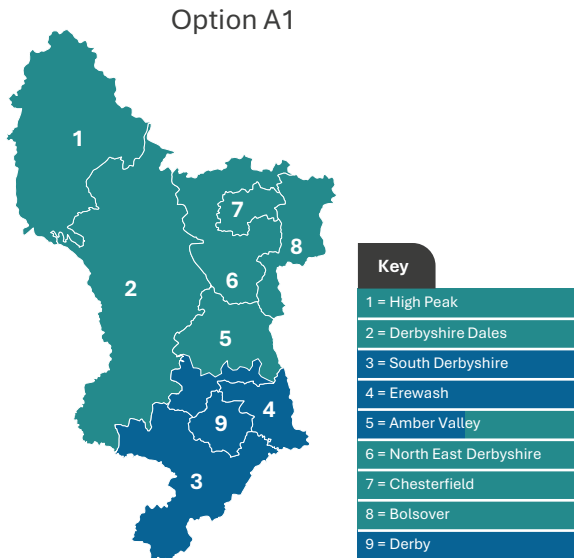 Option A1
1
7
8
2
6
5
4
9
3
Key
1 = High Peak
2 = Derbyshire Dales
3 = South Derbyshire
4 = Erewash
5 = Amber Valley
6 = North East Derbyshire
7 = Chesterfield
8 = Bolsover
9 = Derby